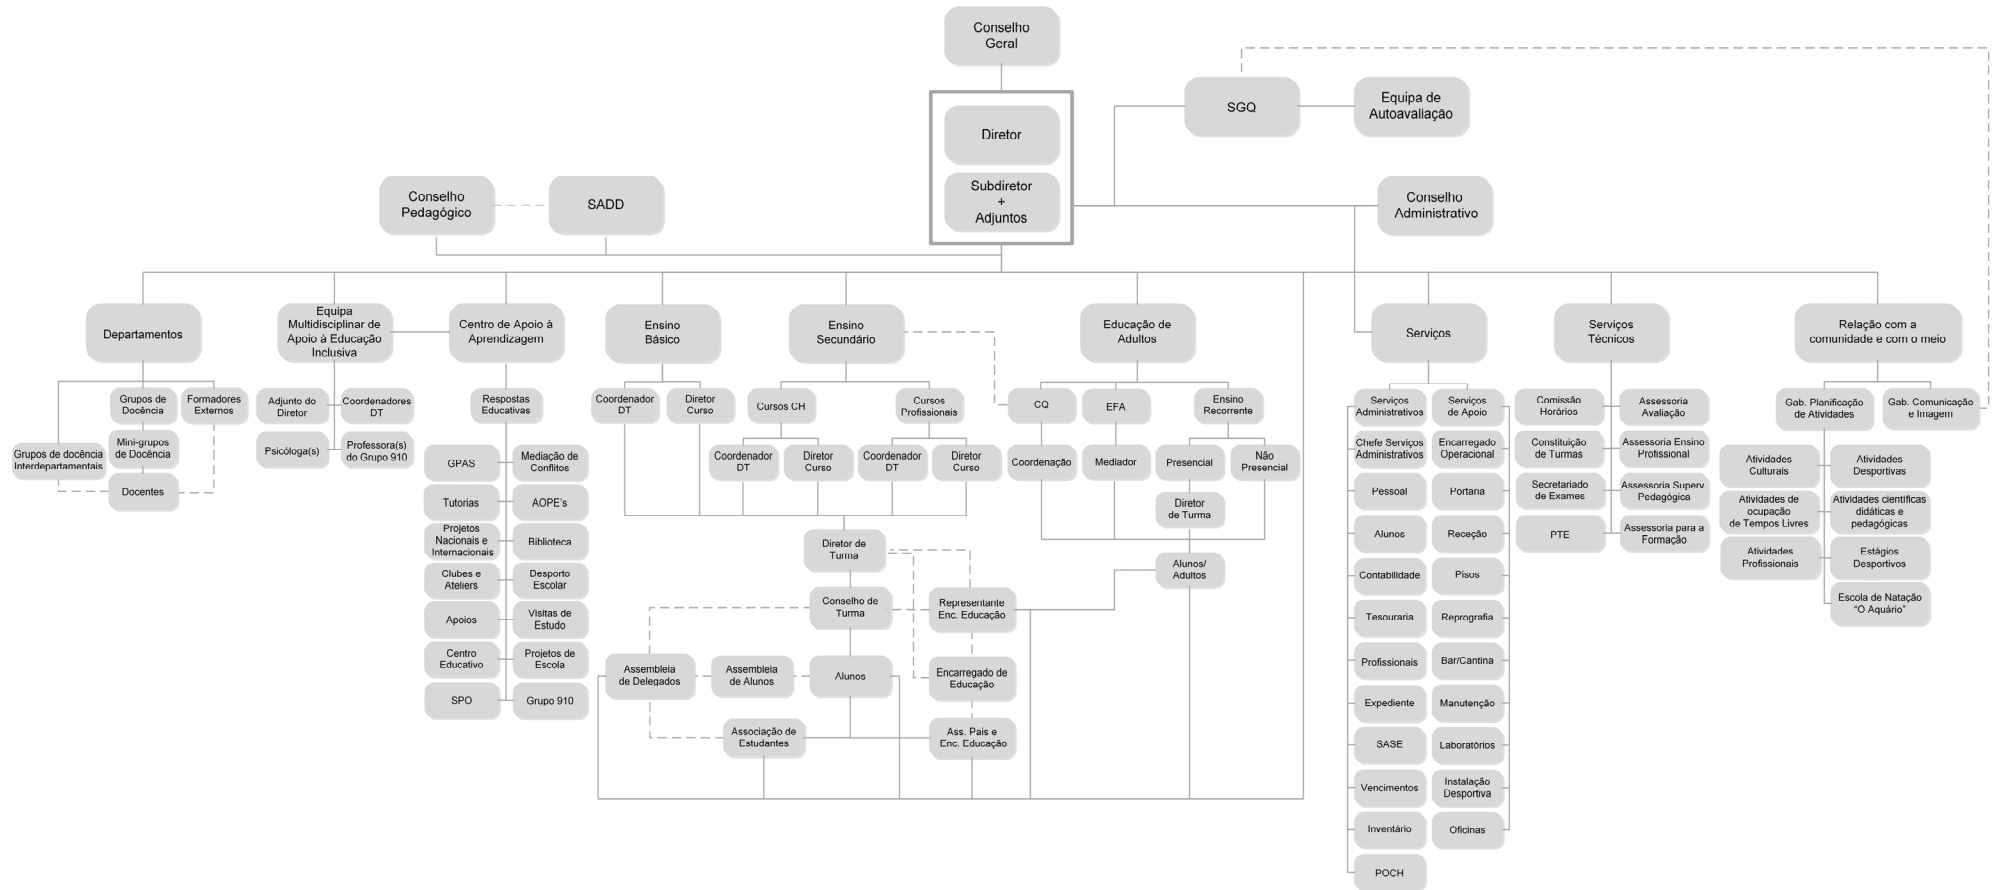 Conselho
Geral
SGQ
Equipa de
Autoavaliação
Diretor
Subdiretor
+
Adjuntos
Conselho
Pedagógico
SADD
Conselho
Administrativo
Departamentos
Equipa
Multidisciplinar de
Apoio à Educação
Inclusiva
Centro de Apoio à
Aprendizagem
Ensino
Básico
Ensino
Secundário
Educação de
Adultos
Serviços
Serviços
Técnicos
Relação com a
comunidade e com o meio
Grupos de
Docência
Formadores
Externos
Grupos de docência
Interdepartamentais
Mini-grupos
de Docência
Docentes
Adjunto do
Diretor
Coordenadores
DT
Psicóloga(s)
Professora(s)
do Grupo 910
Respostas
Educativas
GPAS
Mediação de
Conflitos
Tutorias
AOPE's
Projetos
Nacionais e
Internacionais
Biblioteca
Clubes e
Ateliers
Desporto
Escolar
Apoios
Visitas de
Estudo
Centro
Educativo
Projetos de
Escola
SPO
Grupo 910
Coordenador
DT
Diretor
Curso
Cursos CH
Cursos
Profissionais
Coordenador
DT
Diretor
Curso
Coordenador
DT
Diretor
Curso
CQ
EFA
Ensino
Recorrente
Coordenação
Mediador
Presencial
Não
Presencial
Diretor
de Turma
Alunos/
Adultos
Diretor de
Turma
Conselho de
Turma
Representante
Enc. Educação
Assembleia
de Delegados
Assembleia
de Alunos
Alunos
Encarregado de
Educação
Associação de
Estudantes
Ass. Pais e
Enc. Educação
Serviços
Administrativos
Serviços
de Apoio
Chefe Serviços
Administrativos
Encarregado
Operacional
Pessoal
Portaria
Alunos
Receção
Contabilidade
Pisos
Tesouraria
Reprografia
Profissionais
Bar/Cantina
Expediente
Manutenção
SASE
Laboratórios
Vencimentos
Instalação
Desportiva
Inventário
Oficinas
POCH
Comissão
Horários
Assessoria
Avaliação
Constituição
de Turmas
Assessoria Ensino
Profissional
Secretariado
de Exames
Assessoria Superv
Pedagógica
PTE
Assessoria para a
Formação
Gab. Planificação
de Atividades
Gab. Comunicação
e Imagem
Atividades
Culturais
Atividades
Desportivas
Atividades de
ocupação
de Tempos Livres
Atividades científicas
didáticas e
pedagógicas
Atividades
Profissionais
Estágios
Desportivos
Escola de Natação
“O Aquário”